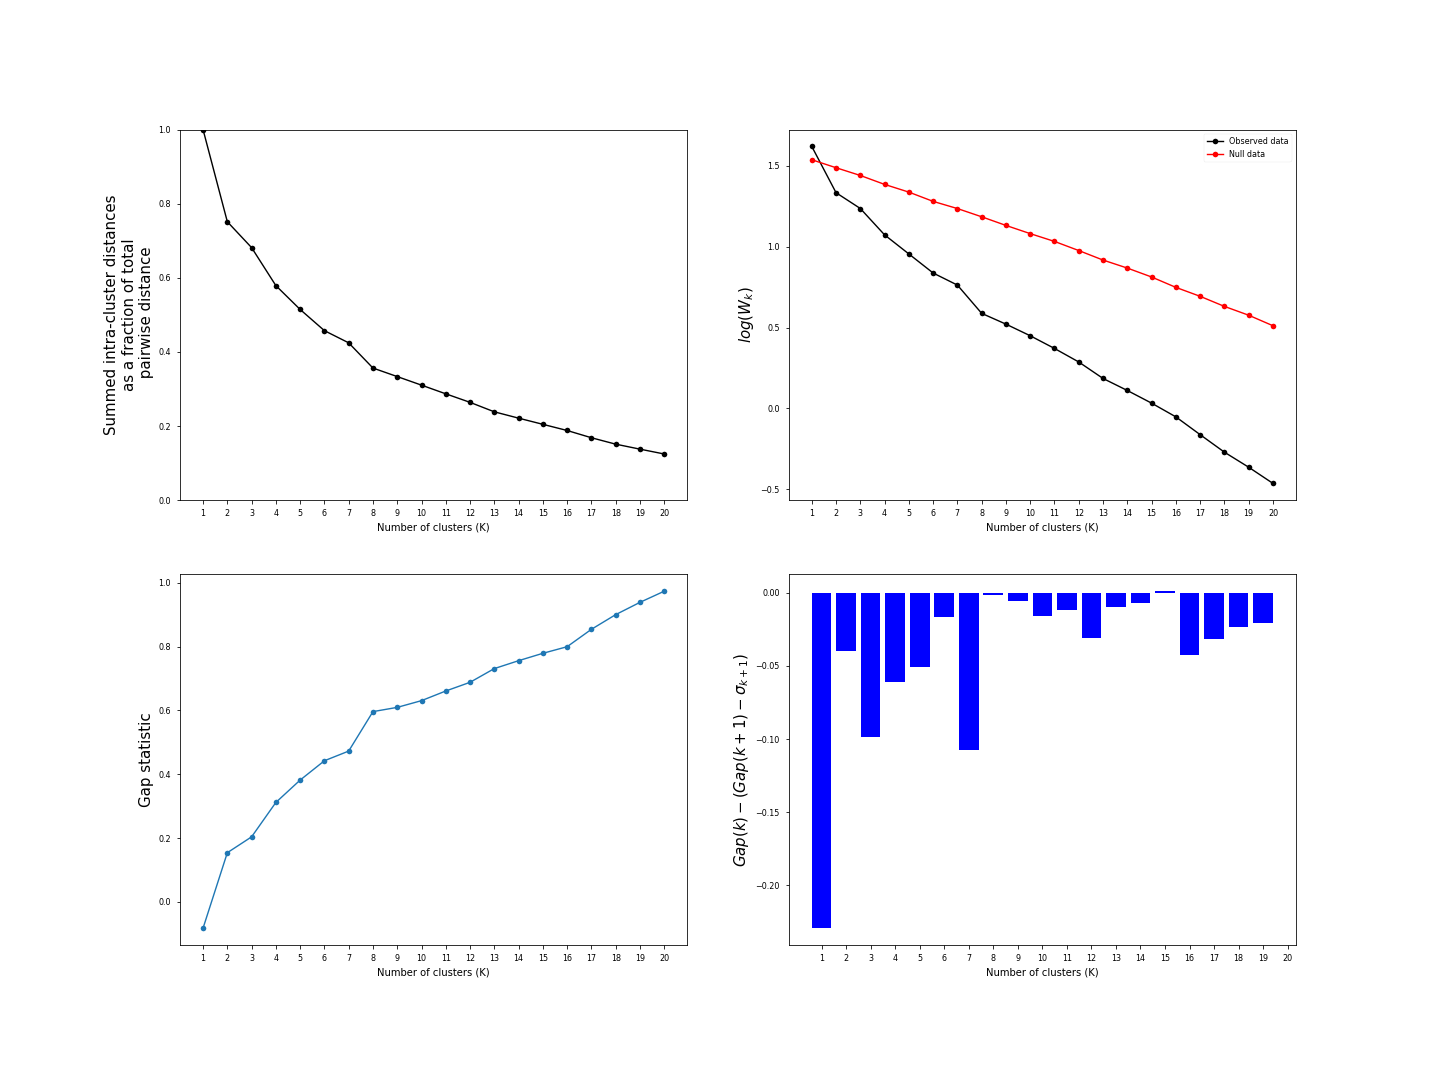 Summed intra-cluster distances
as a fraction of total
pairwise distance
1.0
0.8
0.6
0.4
0.2
0.0
1 2 3 4 5 6 7 8 9 10 11 12 13 14 15 16 17 18 19 20
Number of clusters (K)
log(W_k)
1.5
1.0
0.5
0.0
−0.5
Observed data
Null data
1 2 3 4 5 6 7 8 9 10 11 12 13 14 15 16 17 18 19 20
Number of clusters (K)
Gap statistic
1.0
0.8
0.6
0.4
0.2
0.0
1 2 3 4 5 6 7 8 9 10 11 12 13 14 15 16 17 18 19 20
Number of clusters (K)
Gap(k) − (Gap(k + 1) − σ_{k+1})
0.00
−0.05
−0.10
−0.15
−0.20
1 2 3 4 5 6 7 8 9 10 11 12 13 14 15 16 17 18 19 20
Number of clusters (K)